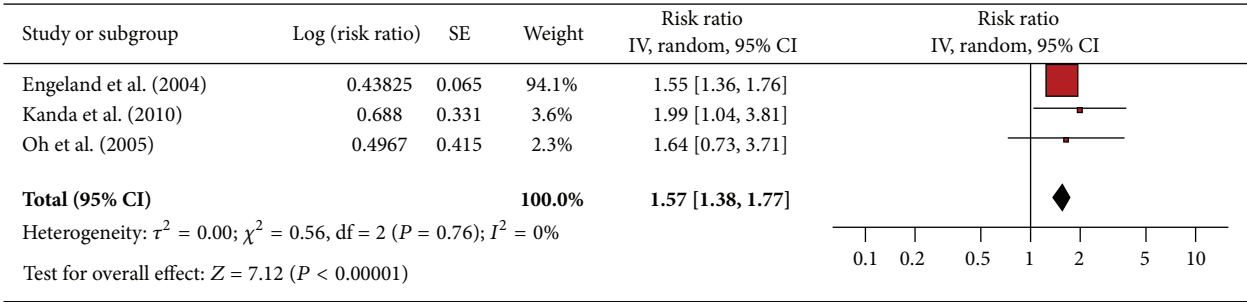 Study or subgroup Log (risk ratio) SE Weight Risk ratio IV, random, 95% CI Risk ratio IV, random, 95% CI
Engeland et al. (2004) 0.43825 0.065 94.1% 1.55 [1.36, 1.76]
Kanda et al. (2010) 0.688 0.331 3.6% 1.99 [1.04, 3.81]
Oh et al. (2005) 0.4967 0.415 2.3% 1.64 [0.73, 3.71]
Total (95% CI) 100.0% 1.57 [1.38, 1.77]
Heterogeneity: τ² = 0.00; χ² = 0.56, df = 2 (P = 0.76); I² = 0%
Test for overall effect: Z = 7.12 (P < 0.00001)
0.1 0.2 0.5 1 2 5 10